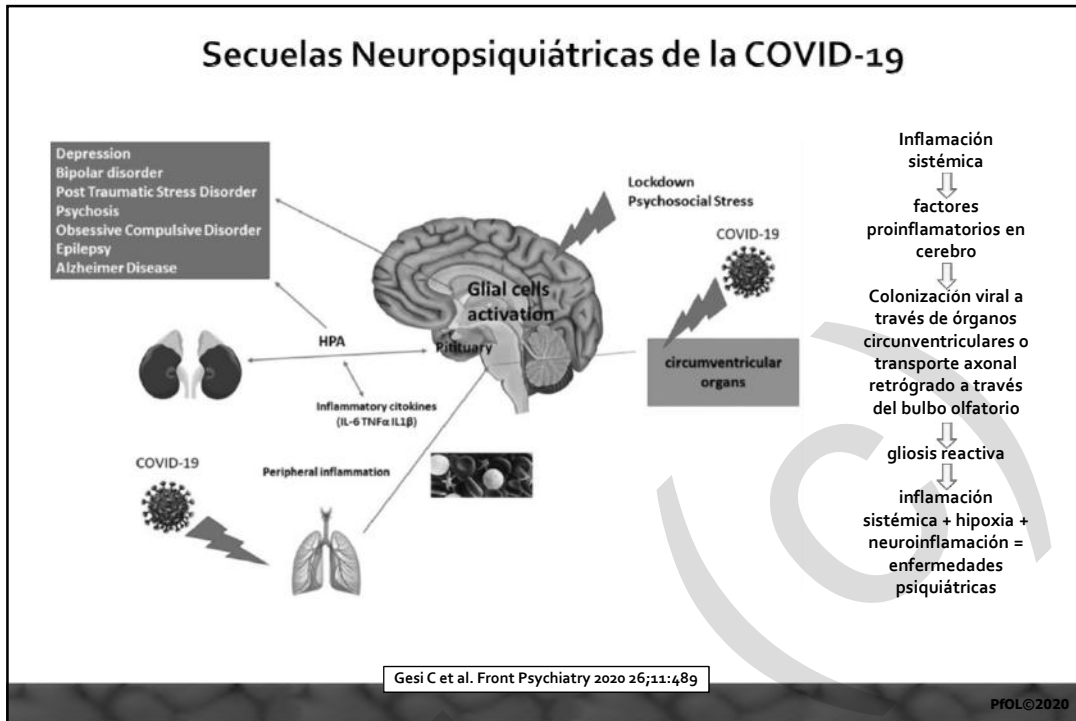 Secuelas Neuropsiquiátricas de la COVID-19
Depression
Bipolar disorder
Post Traumatic Stress Disorder
Psychosis
Obsessive Compulsive Disorder
Epilepsy
Alzheimer Disease
Lockdown
Psychosocial Stress
COVID-19
Glial cells
activation
Pitituary
HPA
circumventricular
organs
Inflammatory citokines
(IL-6 TNFα IL1β)
COVID-19
Peripheral inflammation
Inflamación
sistémica
factores
proinflamatorios en
cerebro
Colonización viral a
través de órganos
circunventriculares o
transporte axonal
retrógrado a través
del bulbo olfatorio
gliosis reactiva
inflamación
sistémica + hipoxia +
neuroinflamación =
enfermedades
psiquiátricas
Gesi C et al. Front Psychiatry 2020 26;11:489
PfOL©2020
(c)